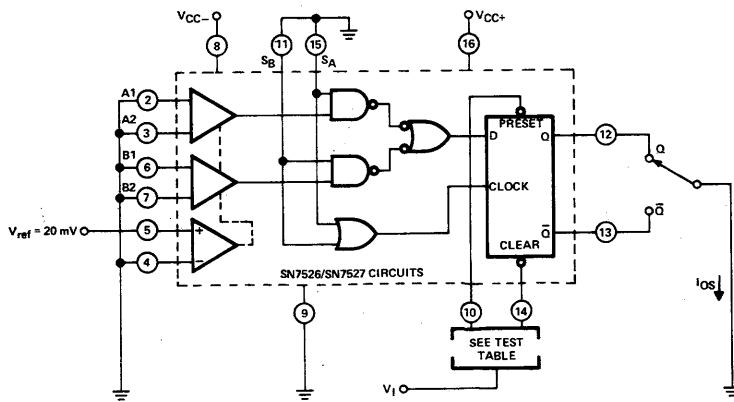 VCC−
VCC+
8
11
15
16
SB
SA
A1
2
A2
3
B1
6
B2
7
Vref = 20 mV
5
+
4
−
PRESET
D
Q
CLOCK
Q̄
CLEAR
12
Q
13
Q̄
SN7526/SN7527 CIRCUITS
IOS
9
10
14
SEE TEST
TABLE
VI